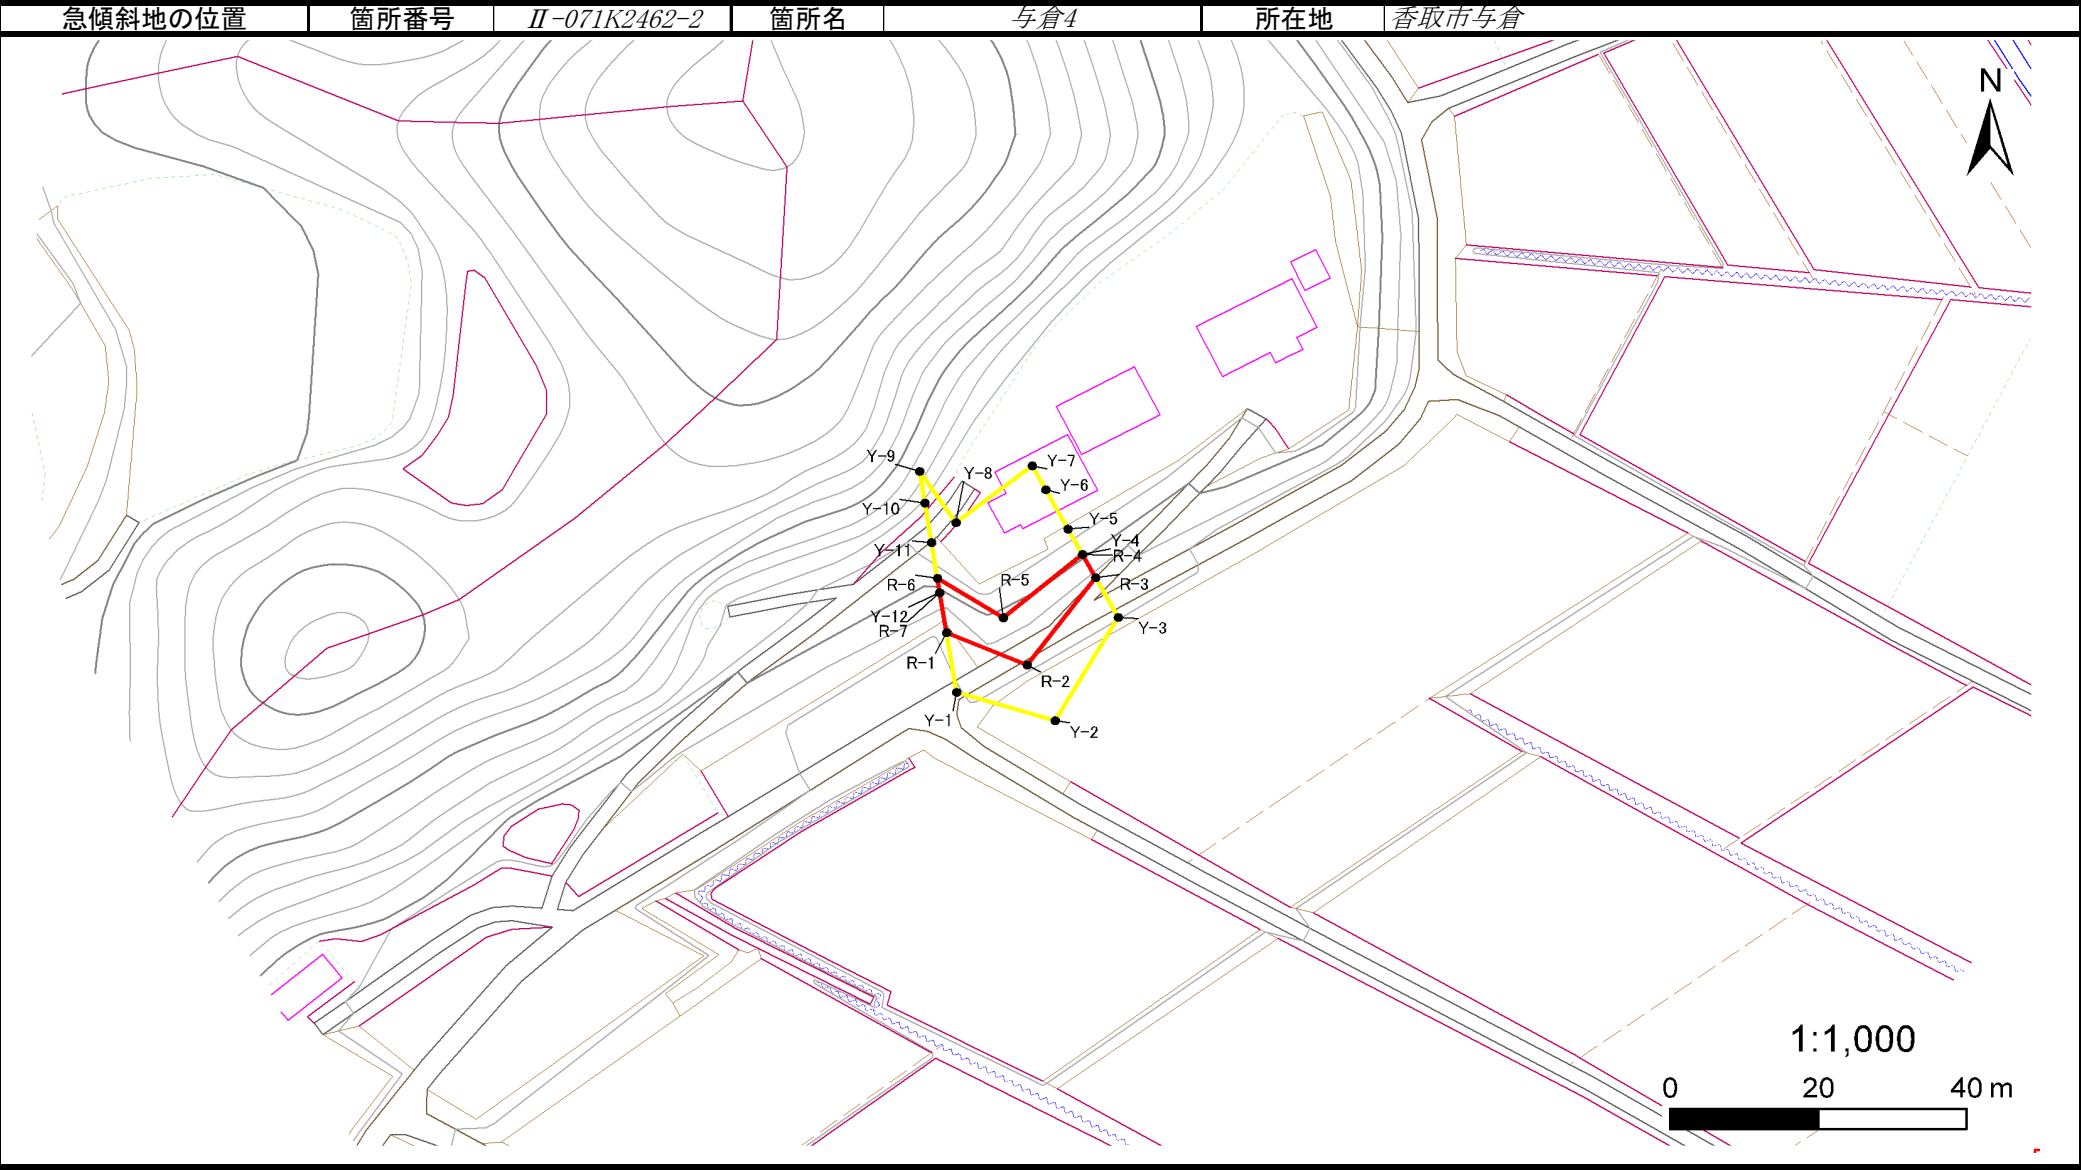 急傾斜地の位置 箇所番号 Ⅱ-071K2462-2 箇所名 与倉4 所在地 香取市与倉
N
Y-9
Y-8
Y-7
Y-6
Y-10
Y-5
Y-11
Y-4
R-4
R-6
R-5
R-3
Y-12
R-7
Y-3
R-1
R-2
Y-1
Y-2
1:1,000
0 20 40 m